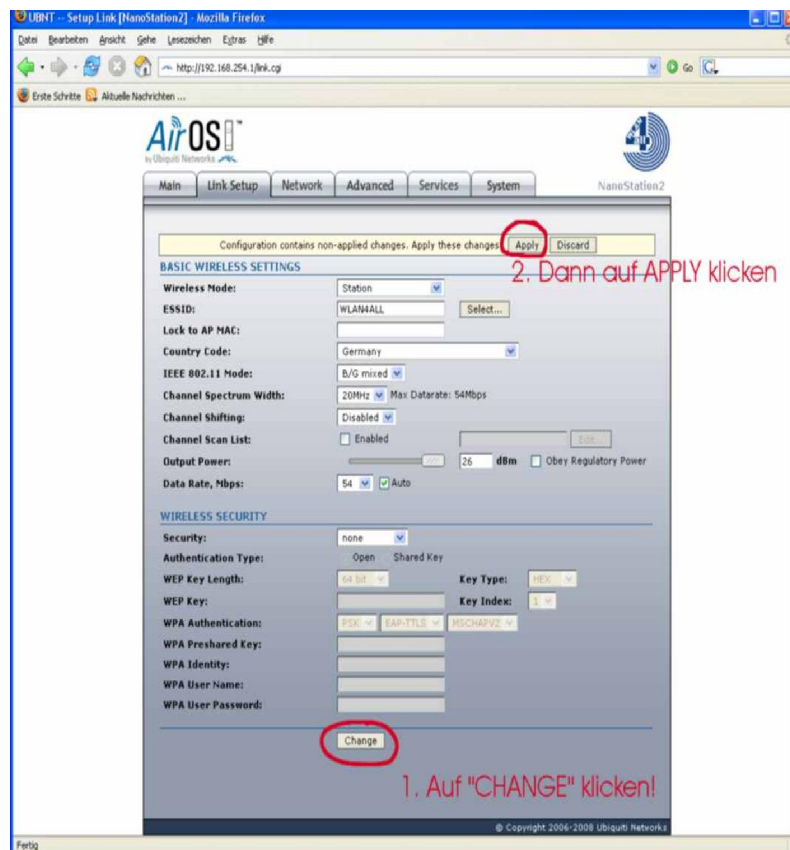 UBNT -- Setup Link [NanoStation2] - Mozilla Firefox
Datei Bearbeiten Ansicht Gehe Lesezeichen Extras Hilfe
http://192.168.254.1/link.cgi Go
Erste Schritte Aktuelle Nachrichten ...
AirOS™
by Ubiquiti Networks
4
Main Link Setup Network Advanced Services System NanoStation2
Configuration contains non-applied changes. Apply these changes Apply Discard
2. Dann auf APPLY klicken
BASIC WIRELESS SETTINGS
Wireless Mode: Station
ESSID: WLAN4ALL Select...
Lock to AP MAC:
Country Code: Germany
IEEE 802.11 Mode: B/G mixed
Channel Spectrum Width: 20MHz Max Datarate: 54Mbps
Channel Shifting: Disabled
Channel Scan List: Enabled Edit...
Output Power: 26 dBm Obey Regulatory Power
Data Rate, Mbps: 54 Auto
WIRELESS SECURITY
Security: none
Authentication Type: Open Shared Key
WEP Key Length: 64 bit Key Type: HEX
WEP Key: Key Index: 1
WPA Authentication: PSK EAP-TTLS MSCHAPV2
WPA Preshared Key:
WPA Identity:
WPA User Name:
WPA User Password:
Change
1. Auf "CHANGE" klicken!
© Copyright 2006-2008 Ubiquiti Networks
Fertig